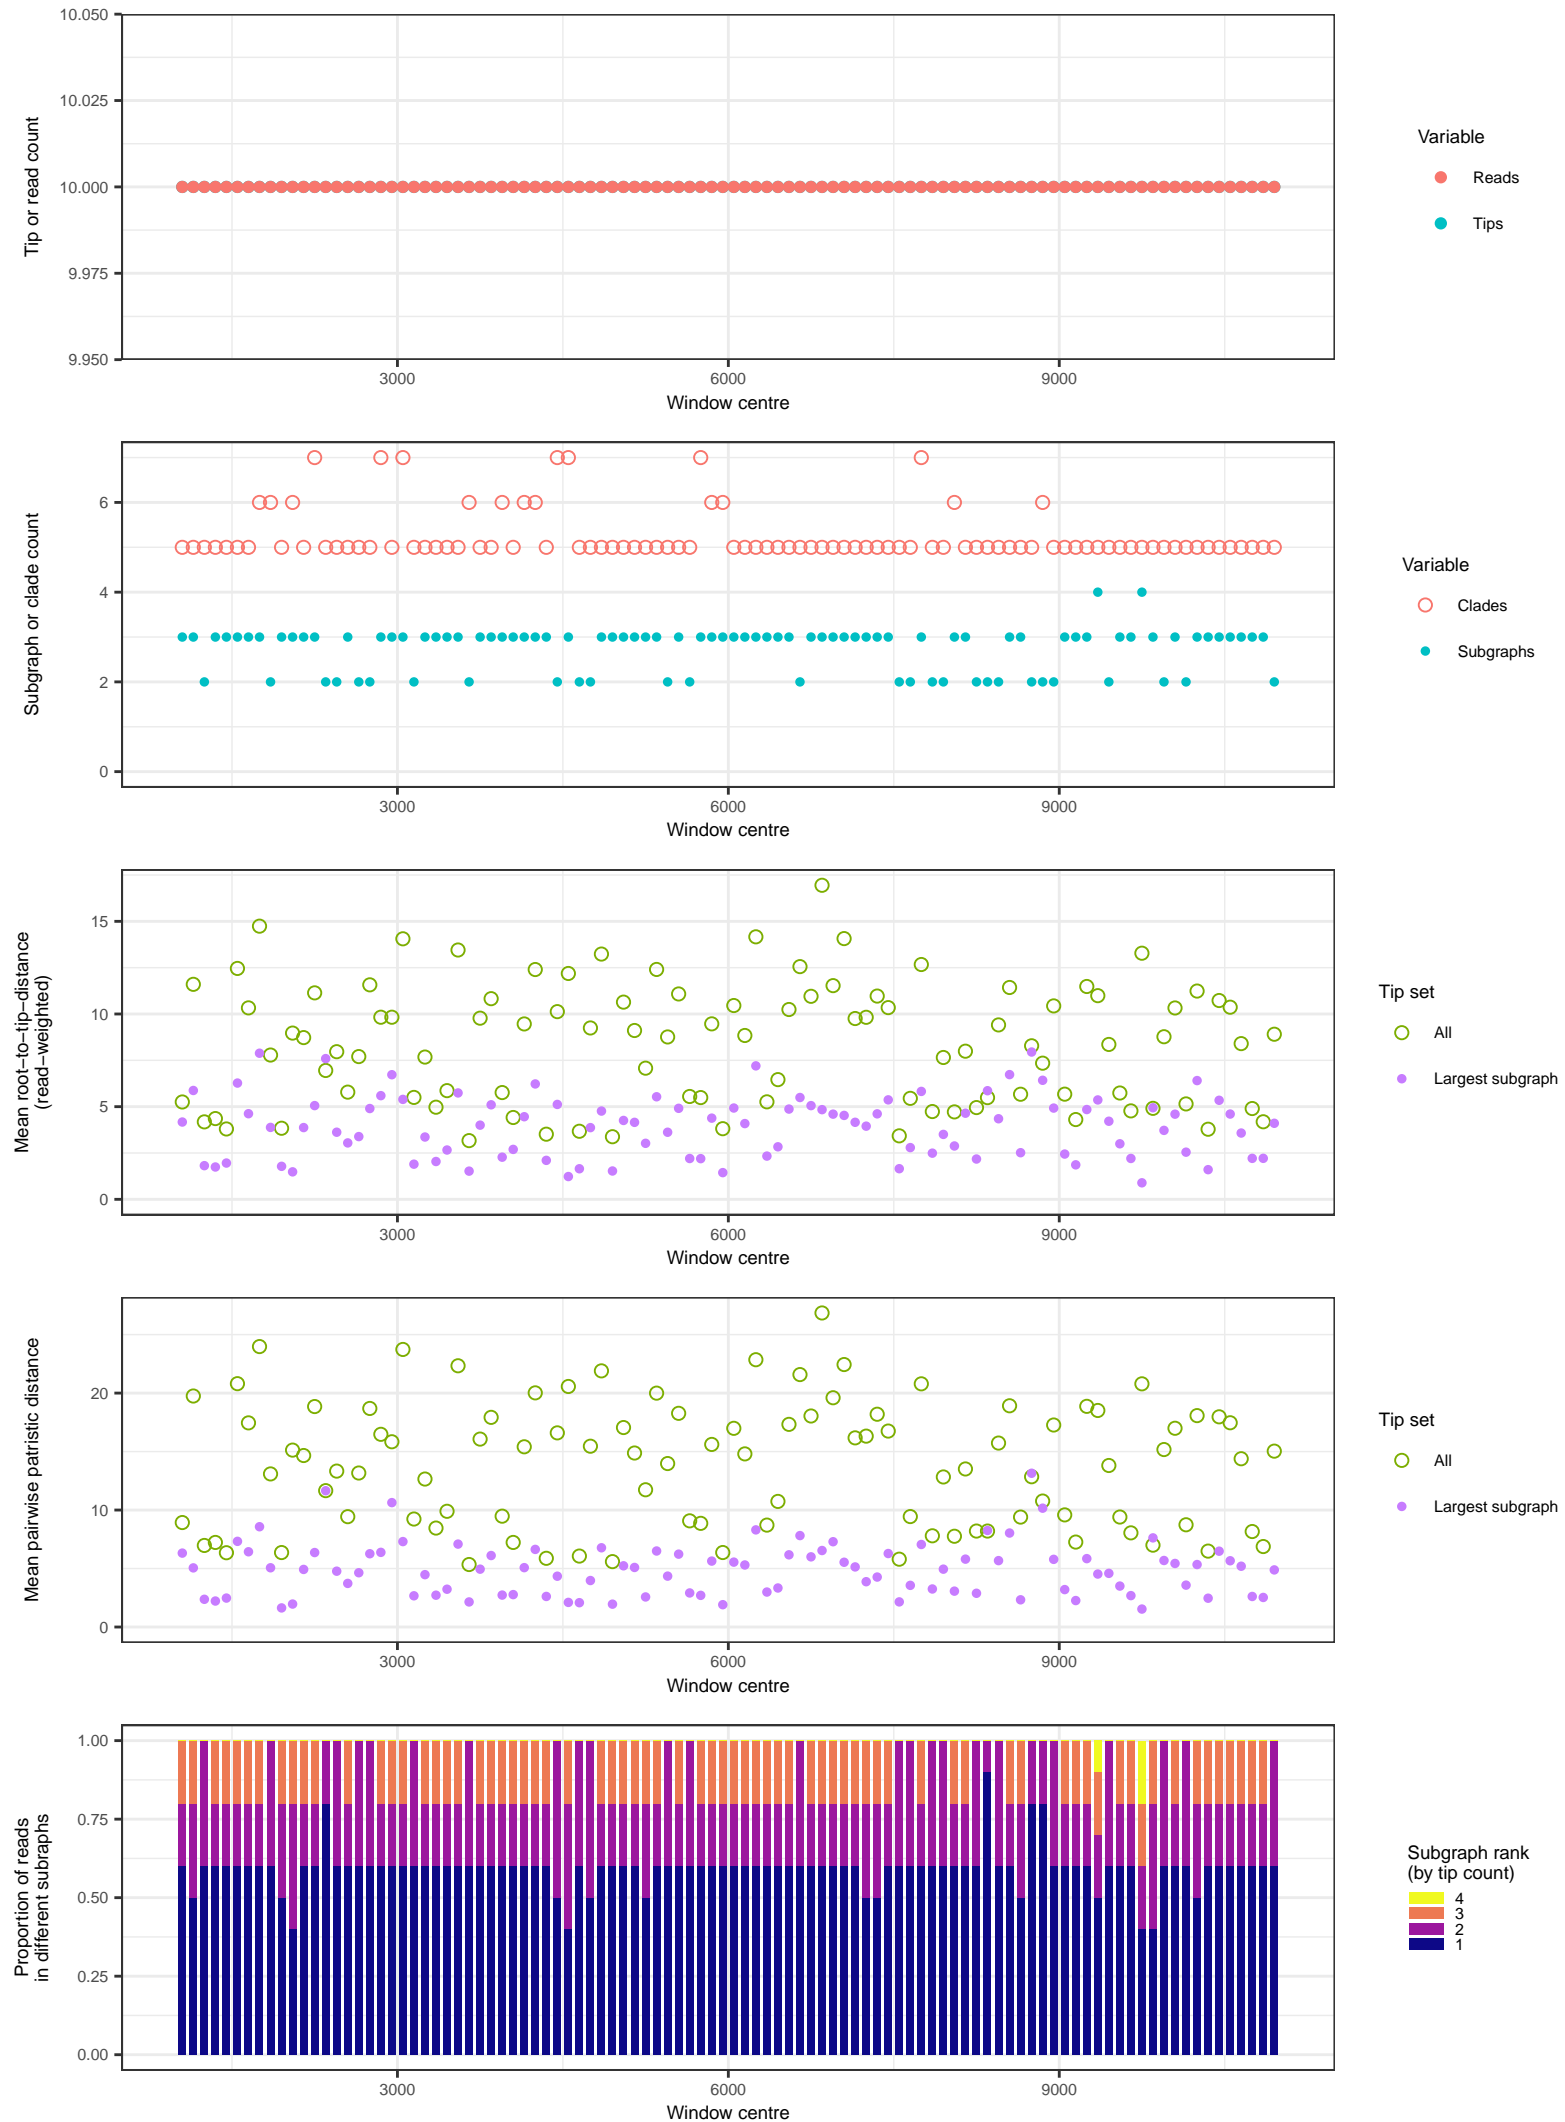 10.050
10.025
10.000
9.975
9.950
Tip or read count
3000 6000 9000
Window centre
Variable
Reads
Tips
6
4
2
0
Subgraph or clade count
3000 6000 9000
Window centre
Variable
Clades
Subgraphs
15
10
5
0
Mean root−to−tip−distance
(read−weighted)
3000 6000 9000
Window centre
Tip set
All
Largest subgraph
20
10
0
Mean pairwise patristic distance
3000 6000 9000
Window centre
Tip set
All
Largest subgraph
1.00
0.75
0.50
0.25
0.00
Proportion of reads
in different subraphs
3000 6000 9000
Window centre
Subgraph rank
(by tip count)
4
3
2
1